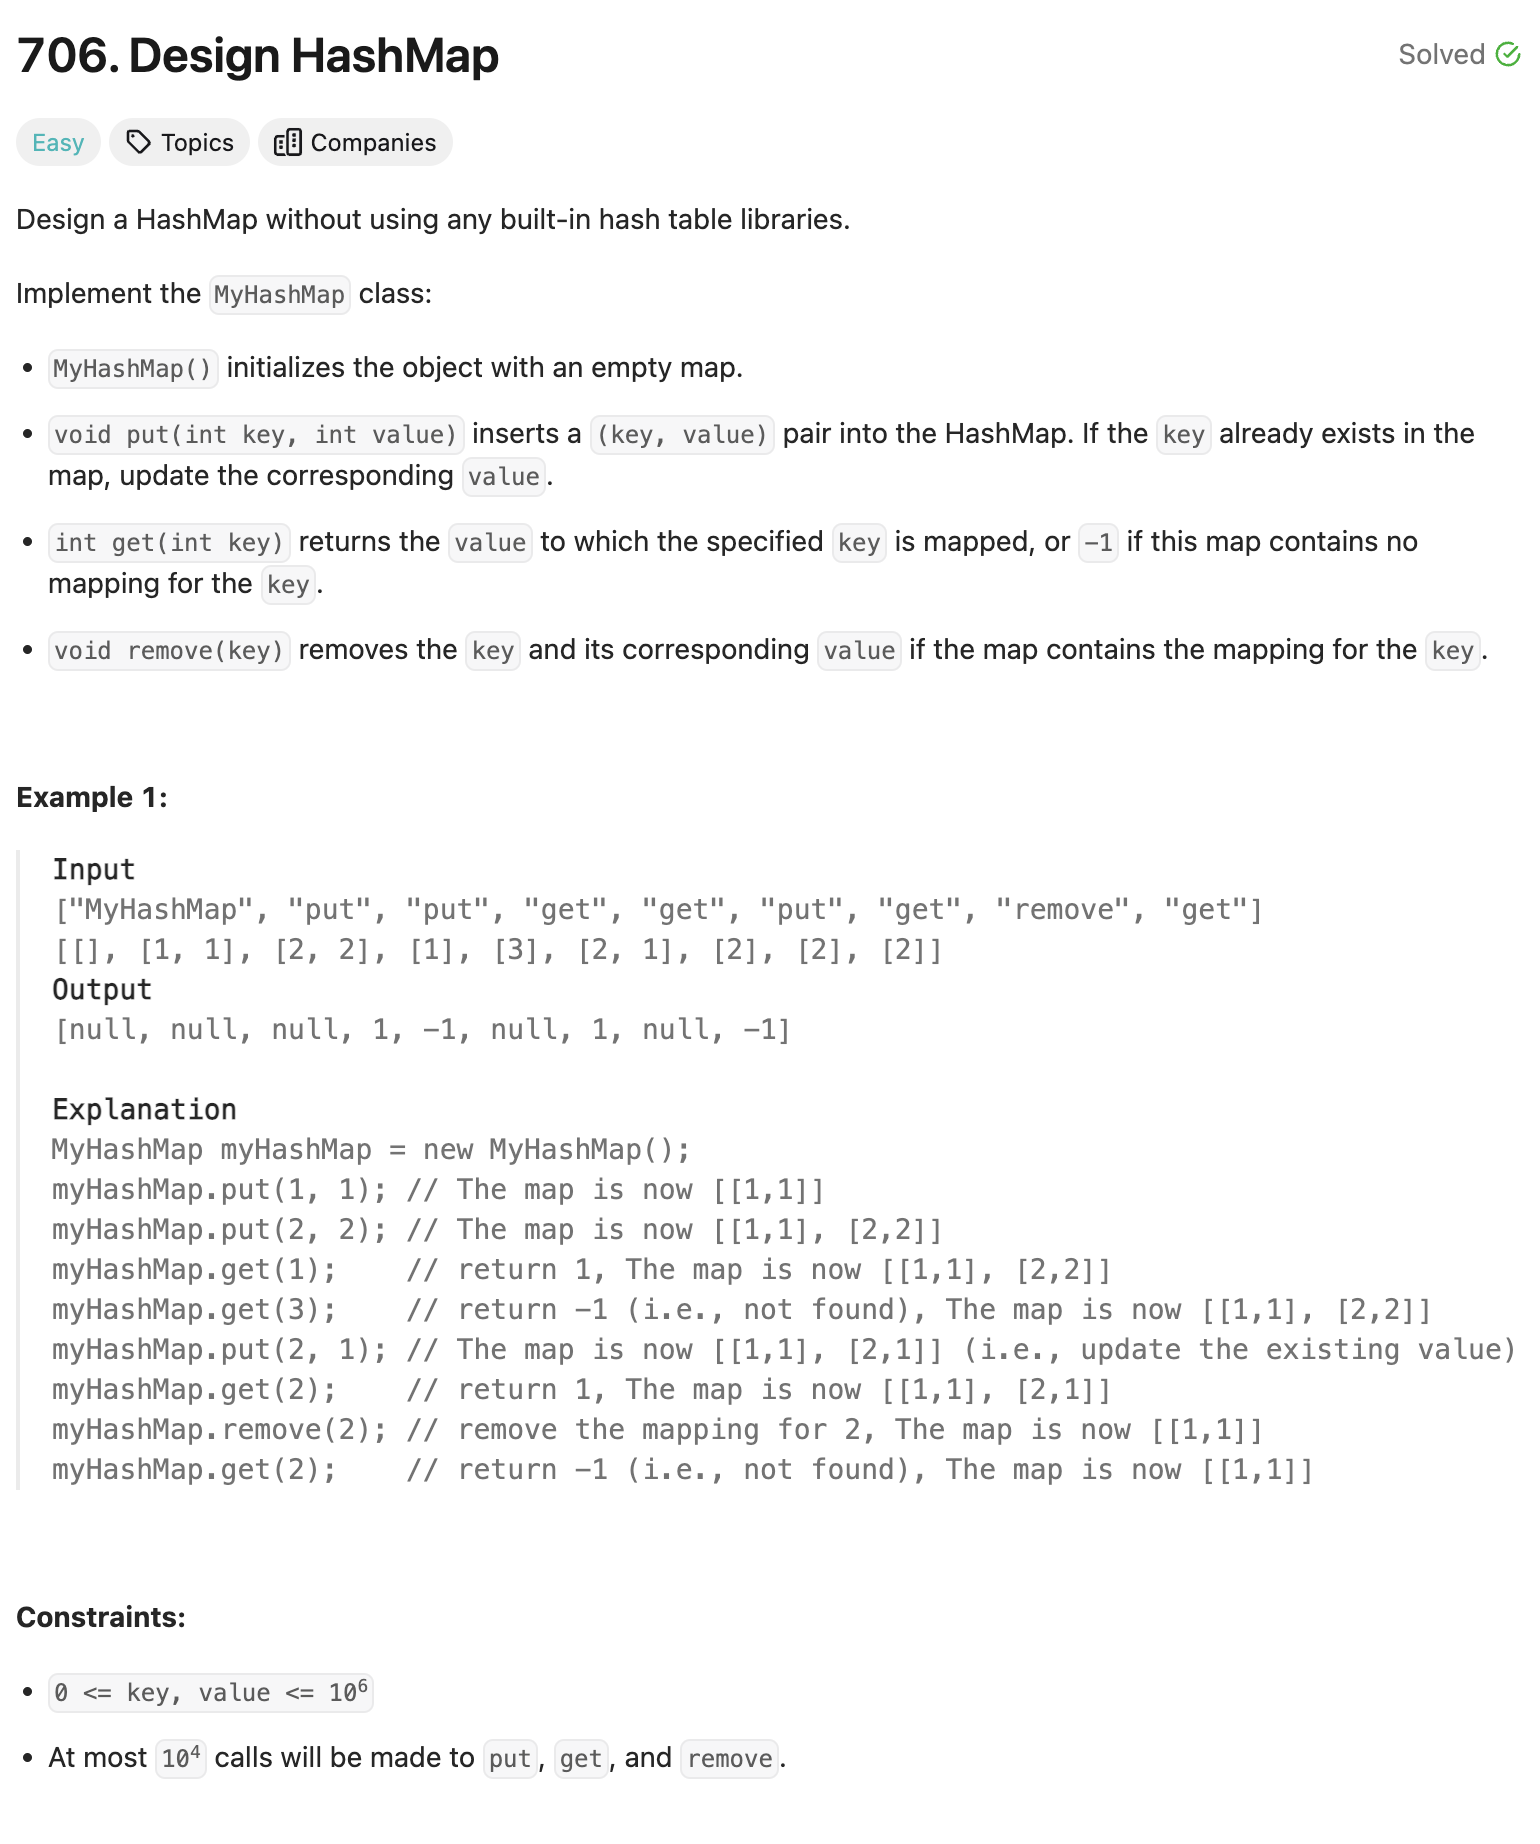 706. Design HashMap
Solved
Easy
Topics
Companies
Design a HashMap without using any built-in hash table libraries.
Implement the MyHashMap class:
• MyHashMap() initializes the object with an empty map.
• void put(int key, int value) inserts a (key, value) pair into the HashMap. If the key already exists in the
map, update the corresponding value.
• int get(int key) returns the value to which the specified key is mapped, or -1 if this map contains no
mapping for the key.
• void remove(key) removes the key and its corresponding value if the map contains the mapping for the key.
Example 1:
Input
["MyHashMap", "put", "put", "get", "get", "put", "get", "remove", "get"]
[[], [1, 1], [2, 2], [1], [3], [2, 1], [2], [2], [2]]
Output
[null, null, null, 1, -1, null, 1, null, -1]
Explanation
MyHashMap myHashMap = new MyHashMap();
myHashMap.put(1, 1); // The map is now [[1,1]]
myHashMap.put(2, 2); // The map is now [[1,1], [2,2]]
myHashMap.get(1);    // return 1, The map is now [[1,1], [2,2]]
myHashMap.get(3);    // return -1 (i.e., not found), The map is now [[1,1], [2,2]]
myHashMap.put(2, 1); // The map is now [[1,1], [2,1]] (i.e., update the existing value)
myHashMap.get(2);    // return 1, The map is now [[1,1], [2,1]]
myHashMap.remove(2); // remove the mapping for 2, The map is now [[1,1]]
myHashMap.get(2);    // return -1 (i.e., not found), The map is now [[1,1]]
Constraints:
• 0 <= key, value <= 10⁶
• At most 10⁴ calls will be made to put, get, and remove.